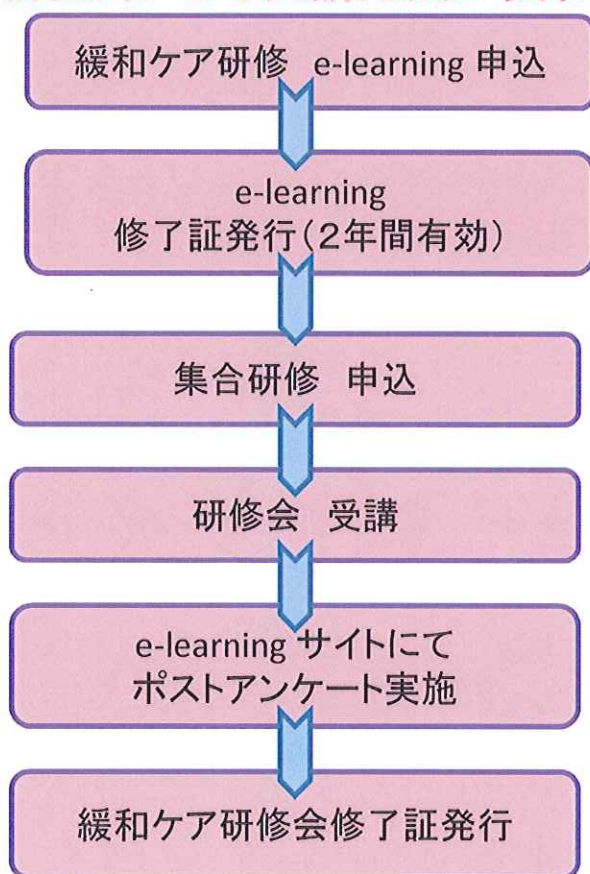 緩和ケア研修　e-learning 申込
e-learning
修了証発行（２年間有効）
集合研修　申込
研修会　受講
e-learning サイトにて
ポストアンケート実施
緩和ケア研修会修了証発行